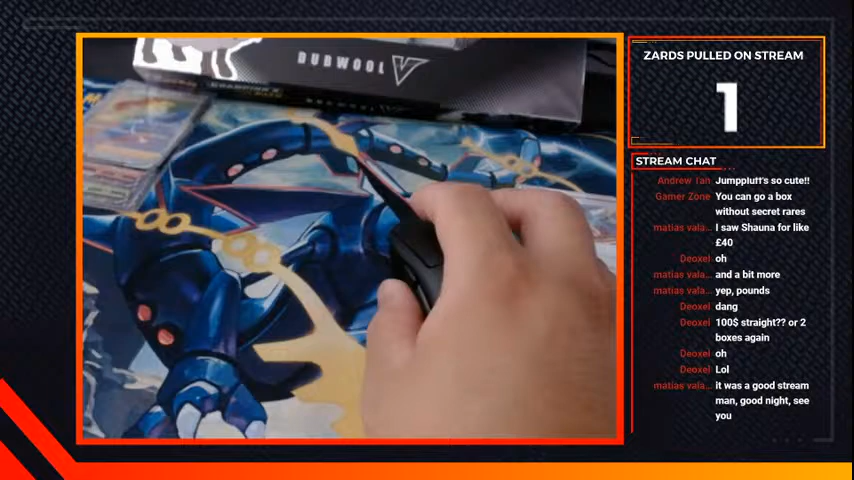 DUBWOOL V
ZARDS PULLED ON STREAM
1
STREAM CHAT
Andrew Tan Jumppluff's so cute!!
Gamer Zone You can go a box
without secret rares
matias vala... I saw Shauna for like
£40
Deoxel oh
matias vala... and a bit more
matias vala... yep, pounds
Deoxel dang
Deoxel 100$ straight?? or 2
boxes again
Deoxel oh
Deoxel Lol
matias vala... it was a good stream
man, good night, see
you